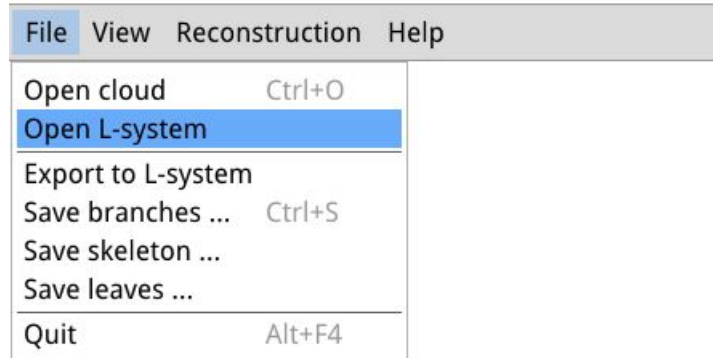 File View Reconstruction Help
Open cloud Ctrl+O
Open L-system
Export to L-system
Save branches ... Ctrl+S
Save skeleton ...
Save leaves ...
Quit Alt+F4